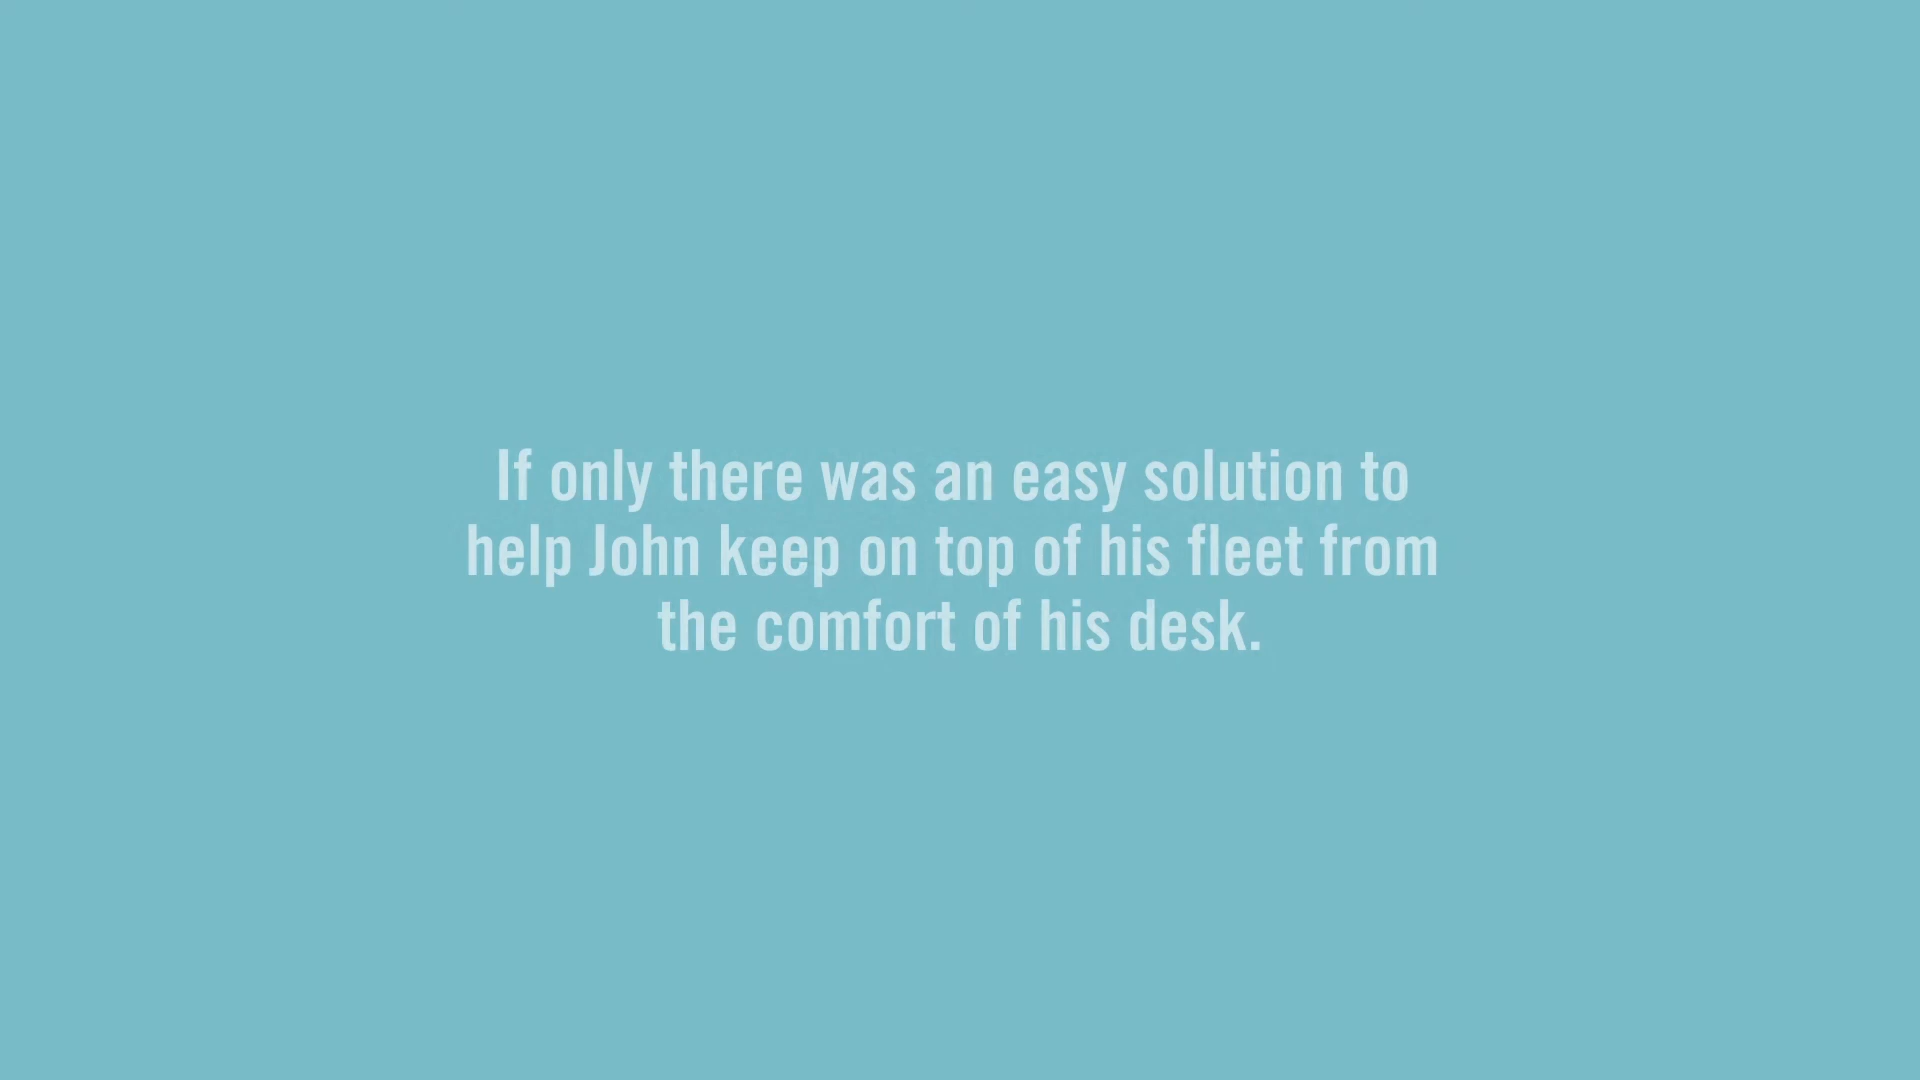 If only there was an easy solution to
help John keep on top of his fleet from
the comfort of his desk.